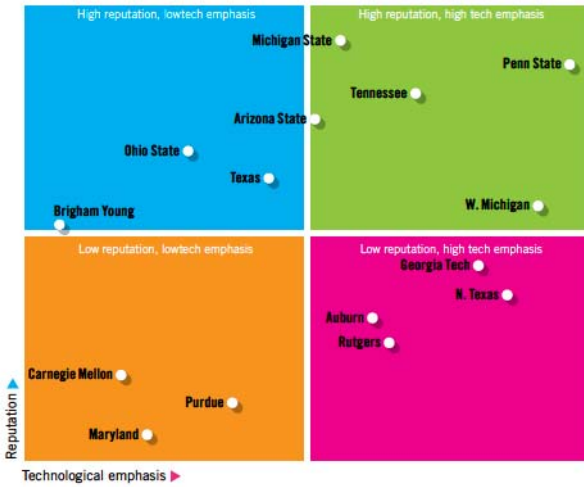 High reputation, lowtech emphasis
High reputation, high tech emphasis
Michigan State
Penn State
Tennessee
Arizona State
Ohio State
Texas
Brigham Young
W. Michigan
Low reputation, lowtech emphasis
Low reputation, high tech emphasis
Georgia Tech
N. Texas
Auburn
Rutgers
Carnegie Mellon
Purdue
Maryland
Reputation
Technological emphasis